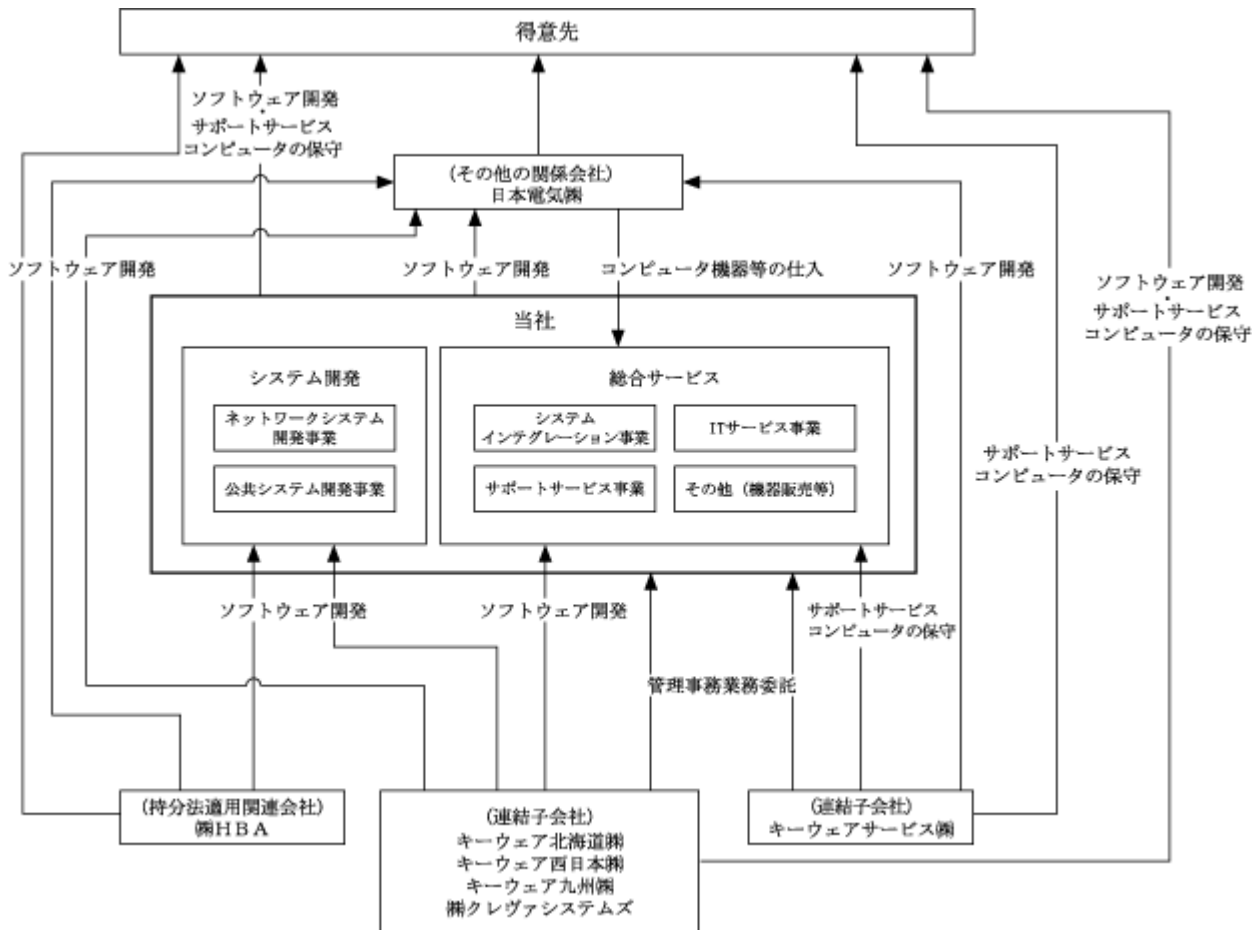 得意先
ソフトウェア開発
・
サポートサービス
コンピュータの保守
(その他の関係会社)
日本電気㈱
ソフトウェア開発
ソフトウェア開発
コンピュータ機器等の仕入
ソフトウェア開発
ソフトウェア開発
・
サポートサービス
コンピュータの保守
当社
システム開発
ネットワークシステム
開発事業
公共システム開発事業
総合サービス
システム
インテグレーション事業
ITサービス事業
サポートサービス事業
その他（機器販売等）
サポートサービス
コンピュータの保守
ソフトウェア開発
ソフトウェア開発
サポートサービス
コンピュータの保守
管理事務業務委託
(持分法適用関連会社)
㈱ＨＢＡ
(連結子会社)
キーウェア北海道㈱
キーウェア西日本㈱
キーウェア九州㈱
㈱クレヴァシステムズ
(連結子会社)
キーウェアサービス㈱